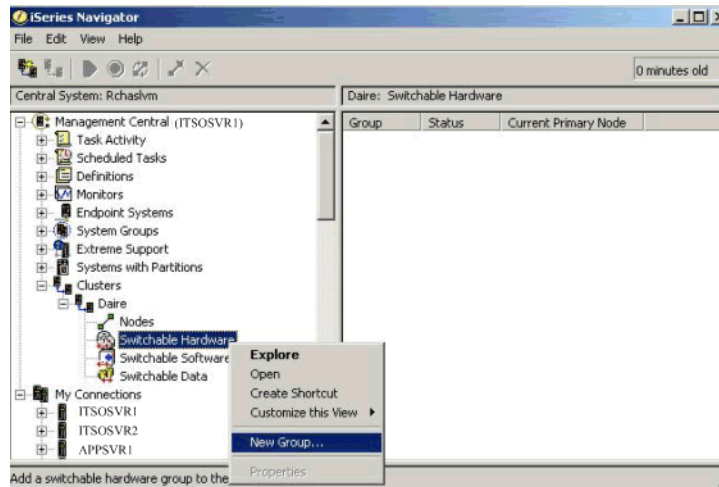 iSeries Navigator
File Edit View Help
0 minutes old
Central System: Rchaslvm
Daire: Switchable Hardware
Management Central (ITSOSVR1)
Group Status Current Primary Node
Task Activity
Scheduled Tasks
Definitions
Monitors
Endpoint Systems
System Groups
Extreme Support
Systems with Partitions
Clusters
Daire
Nodes
Switchable Hardware
Switchable Software
Switchable Data
My Connections
ITSOSVR1
ITSOSVR2
APPSVR1
Explore
Open
Create Shortcut
Customize this View
New Group...
Properties
Add a switchable hardware group to the